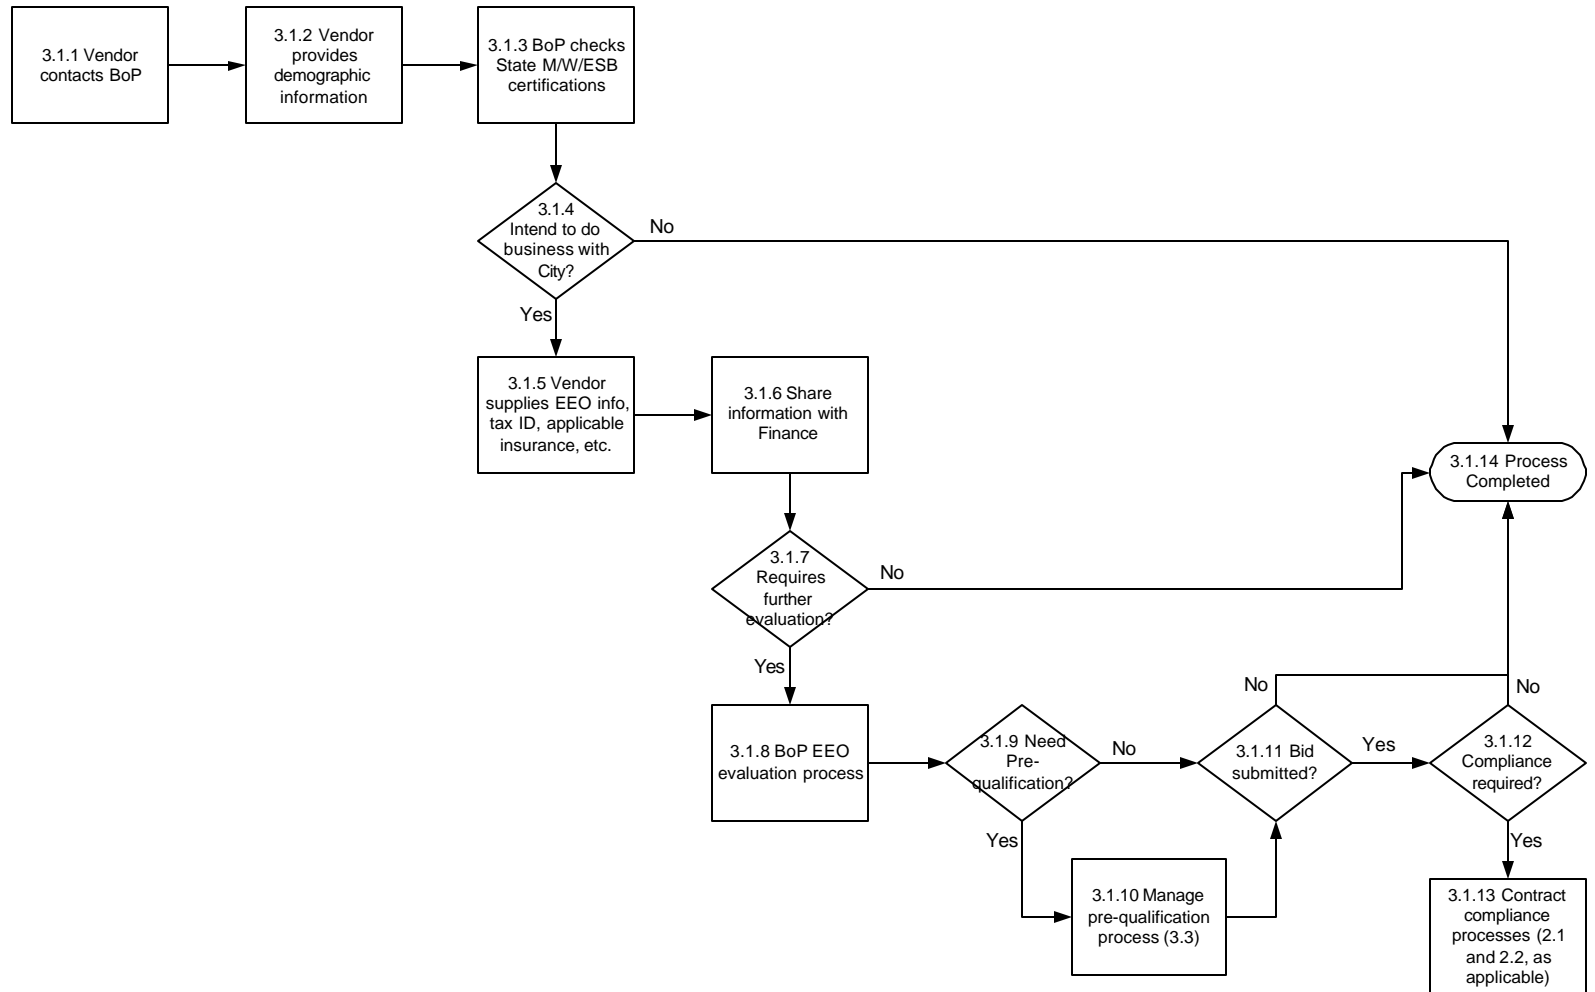 3.1.1 Vendor
contacts BoP
3.1.2 Vendor
provides
demographic
information
3.1.3 BoP checks
State M/W/ESB
certifications
3.1.4
Intend to do
business with
City?
No
Yes
3.1.5 Vendor
supplies EEO info,
tax ID, applicable
insurance, etc.
3.1.6 Share
information with
Finance
3.1.14 Process
Completed
3.1.7
Requires
further
evaluation?
No
Yes
3.1.8 BoP EEO
evaluation process
3.1.9 Need
Pre-
qualification?
No
Yes
3.1.10 Manage
pre-qualification
process (3.3)
No
3.1.11 Bid
submitted?
Yes
No
3.1.12
Compliance
required?
Yes
3.1.13 Contract
compliance
processes (2.1
and 2.2, as
applicable)